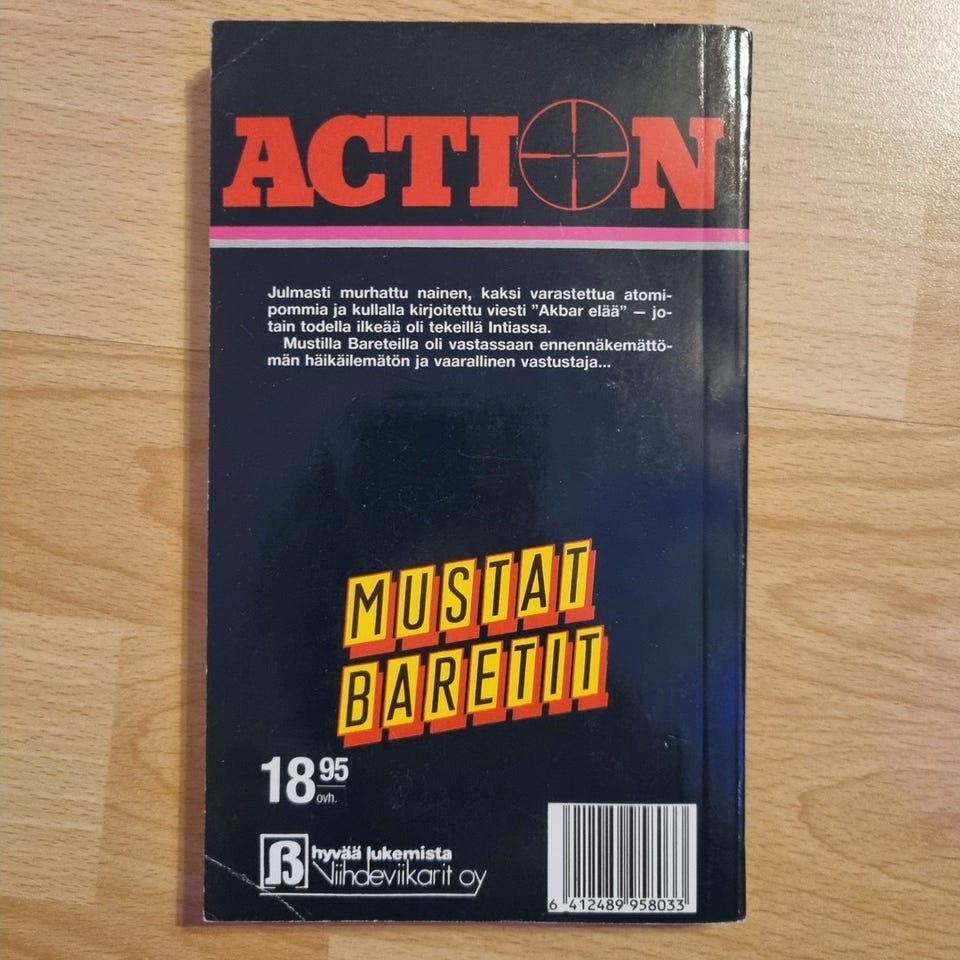 ACTION
Julmasti murhattu nainen, kaksi varastettua atomi-
pommia ja kullalla kirjoitettu viesti ”Akbar elää” — jo-
tain todella ilkeää oli tekeillä Intiassa.
Mustilla Bareteilla oli vastassaan ennennäkemättö-
män häikäilemätön ja vaarallinen vastustaja...
MUSTAT
BARETIT
18 95
ovh.
B hyvää lukemista
Viihdeviikarit oy
6 412489 958033